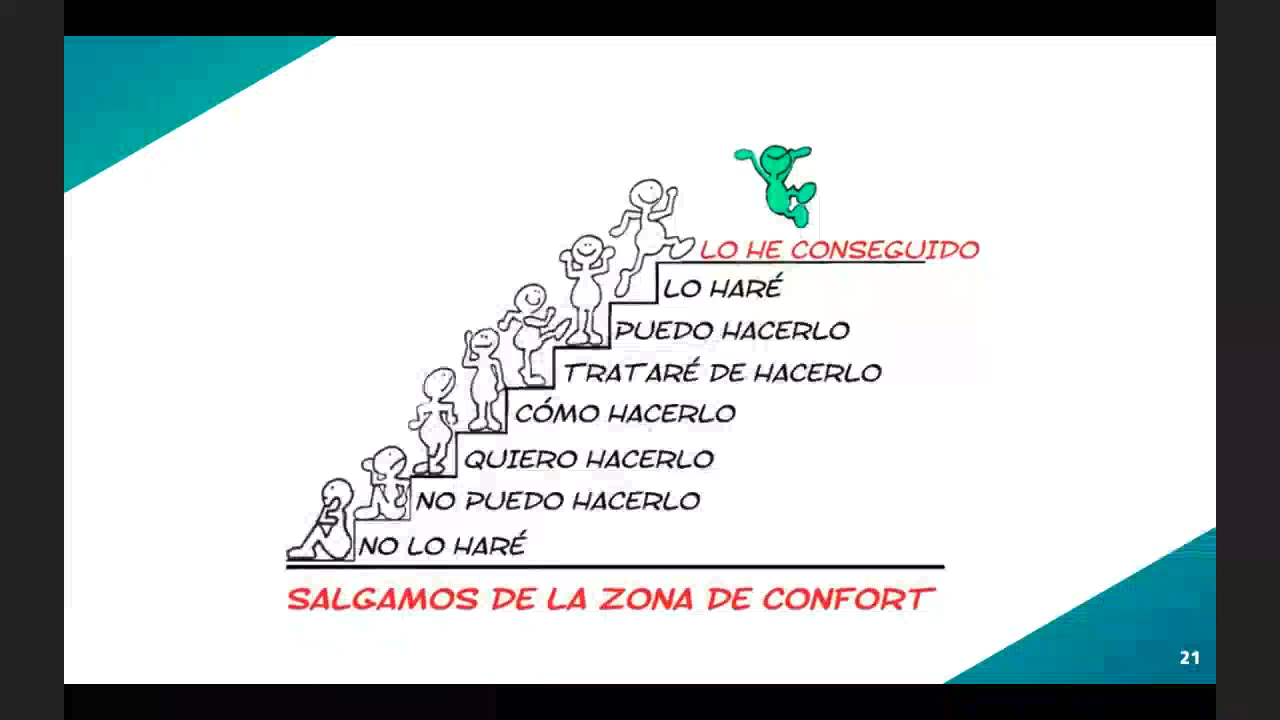 LO HE CONSEGUIDO
LO HARÉ
PUEDO HACERLO
TRATARÉ DE HACERLO
CÓMO HACERLO
QUIERO HACERLO
NO PUEDO HACERLO
NO LO HARÉ
SALGAMOS DE LA ZONA DE CONFORT
21